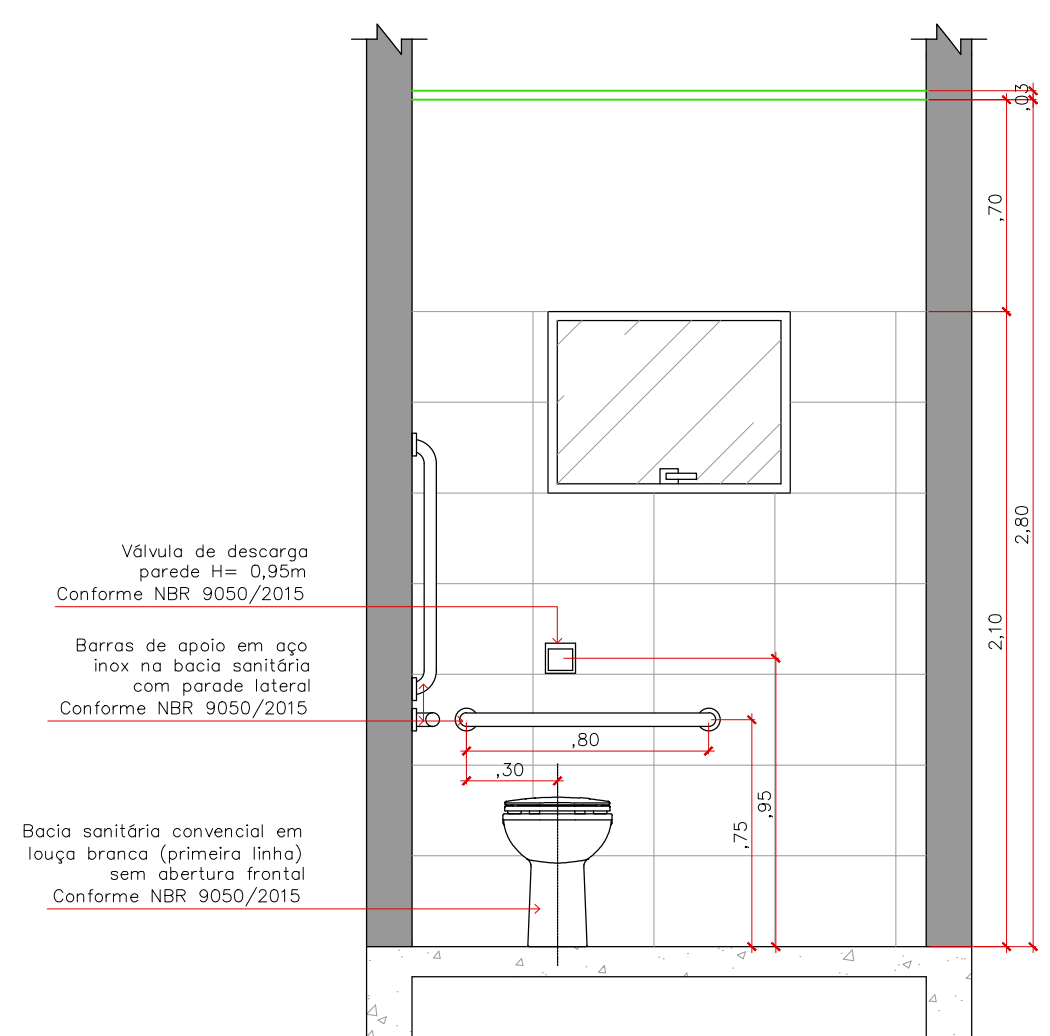 ,03
,70
2,80
Válvula de descarga
parede H= 0,95m
Conforme NBR 9050/2015
2,10
Barras de apoio em aço
inox na bacia sanitária
com parade lateral
Conforme NBR 9050/2015
,80
,30
,95
,75
Bacia sanitária convencial em
louça branca (primeira linha)
sem abertura frontal
Conforme NBR 9050/2015